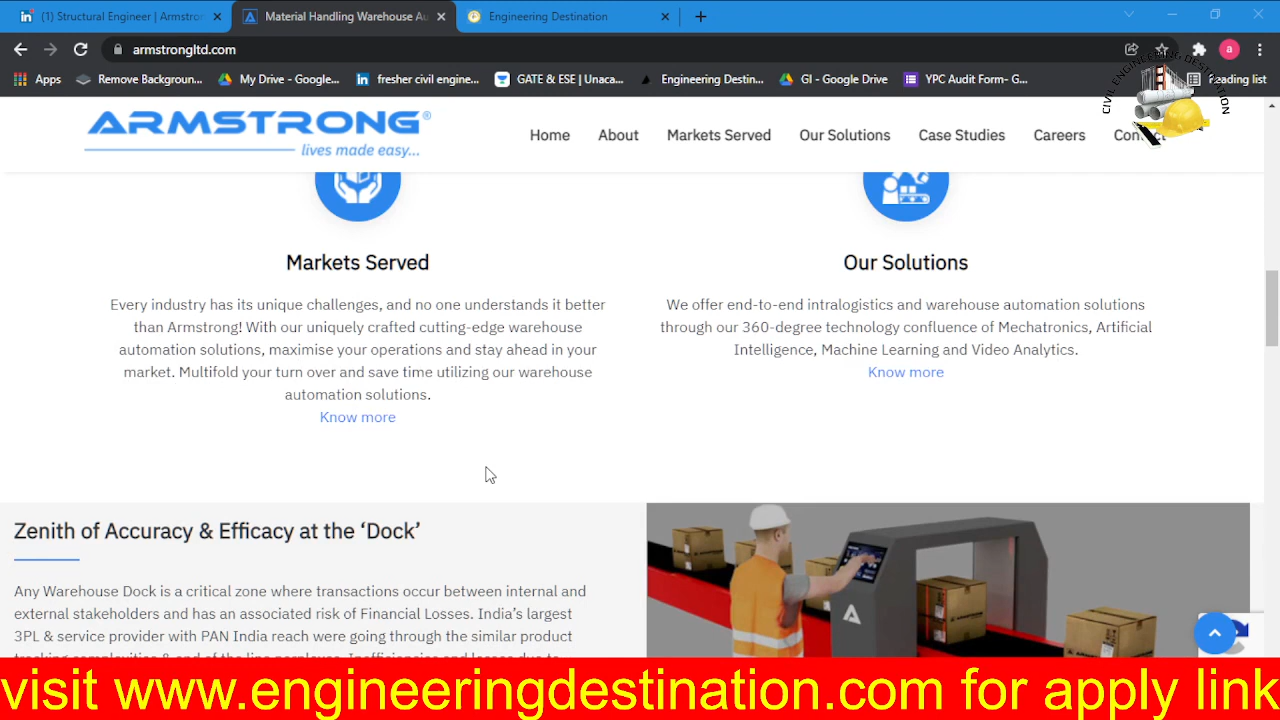 (1) Structural Engineer | Armstron
Material Handling Warehouse Au
Engineering Destination
armstrongltd.com
Apps
Remove Backgroun...
My Drive - Google...
fresher civil engine...
GATE & ESE | Unaca...
Engineering Destin...
GI - Google Drive
YPC Audit Form- G...
Reading list
CIVIL ENGINEERING DESTINATION
ARMSTRONG®
lives made easy...
Home
About
Markets Served
Our Solutions
Case Studies
Careers
Markets Served
Every industry has its unique challenges, and no one understands it better
than Armstrong! With our uniquely crafted cutting-edge warehouse
automation solutions, maximise your operations and stay ahead in your
market. Multifold your turn over and save time utilizing our warehouse
automation solutions.
Know more
Our Solutions
We offer end-to-end intralogistics and warehouse automation solutions
through our 360-degree technology confluence of Mechatronics, Artificial
Intelligence, Machine Learning and Video Analytics.
Know more
Zenith of Accuracy & Efficacy at the ‘Dock’
Any Warehouse Dock is a critical zone where transactions occur between internal and
external stakeholders and has an associated risk of Financial Losses. India’s largest
3PL & service provider with PAN India reach were going through the similar product
visit www.engineeringdestination.com for apply link